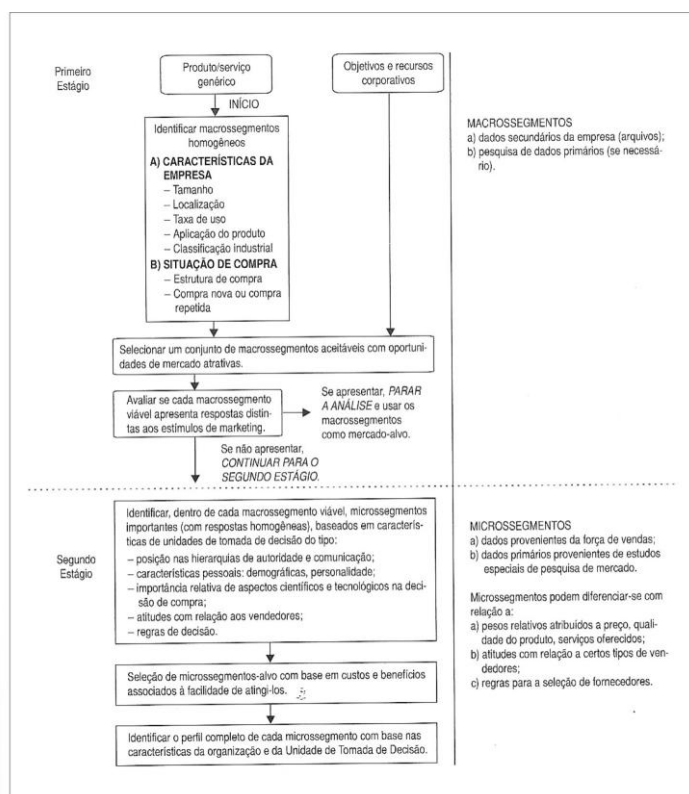 Primeiro
Estágio
Produto/serviço
genérico
Objetivos e recursos
corporativos
INÍCIO
Identificar macrossegmentos
homogêneos
A) CARACTERÍSTICAS DA
EMPRESA
– Tamanho
– Localização
– Taxa de uso
– Aplicação do produto
– Classificação industrial
B) SITUAÇÃO DE COMPRA
– Estrutura de compra
– Compra nova ou compra
repetida
MACROSSEGMENTOS
a) dados secundários da empresa (arquivos);
b) pesquisa de dados primários (se necessá-
rio).
Selecionar um conjunto de macrossegmentos aceitáveis com oportuni-
dades de mercado atrativas.
Avaliar se cada macrossegmento
viável apresenta respostas distin-
tas aos estímulos de marketing.
Se apresentar, PARAR
A ANÁLISE e usar os
macrossegmentos
como mercado-alvo.
Se não apresentar,
CONTINUAR PARA O
SEGUNDO ESTÁGIO.
Segundo
Estágio
Identificar, dentro de cada macrossegmento viável, microssegmentos
importantes (com respostas homogêneas), baseados em caracterís-
ticas de unidades de tomada de decisão do tipo:
– posição nas hierarquias de autoridade e comunicação;
– características pessoais: demográficas, personalidade;
– importância relativa de aspectos científicos e tecnológicos na deci-
são de compra;
– atitudes com relação aos vendedores;
– regras de decisão.
Seleção de microssegmentos-alvo com base em custos e benefícios
associados à facilidade de atingi-los.
Identificar o perfil completo de cada microssegmento com base nas
características da organização e da Unidade de Tomada de Decisão.
MICROSSEGMENTOS
a) dados provenientes da força de vendas;
b) dados primários provenientes de estudos
especiais de pesquisa de mercado.
Microssegmentos podem diferenciar-se com
relação a:
a) pesos relativos atribuídos a preço, quali-
dade do produto, serviços oferecidos;
b) atitudes com relação a certos tipos de ven-
dedores;
c) regras para a seleção de fornecedores.